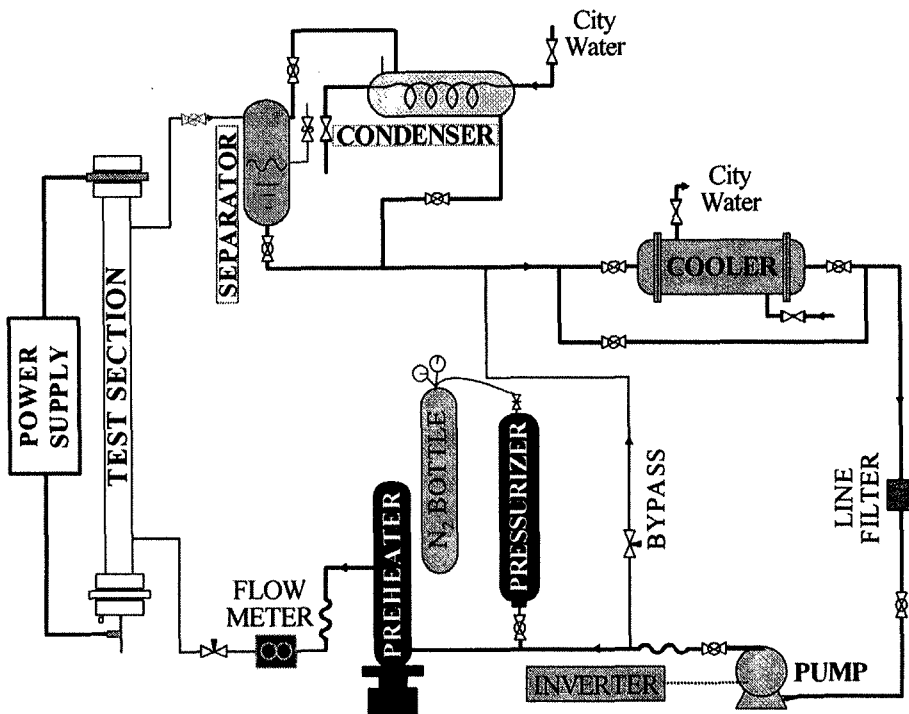 City
Water
CONDENSER
SEPARATOR
City
Water
COOLER
TEST SECTION
POWER
SUPPLY
N₂ BOTTLE
PRESSURIZER
BYPASS
LINE
FILTER
PREHEATER
FLOW
METER
INVERTER
PUMP